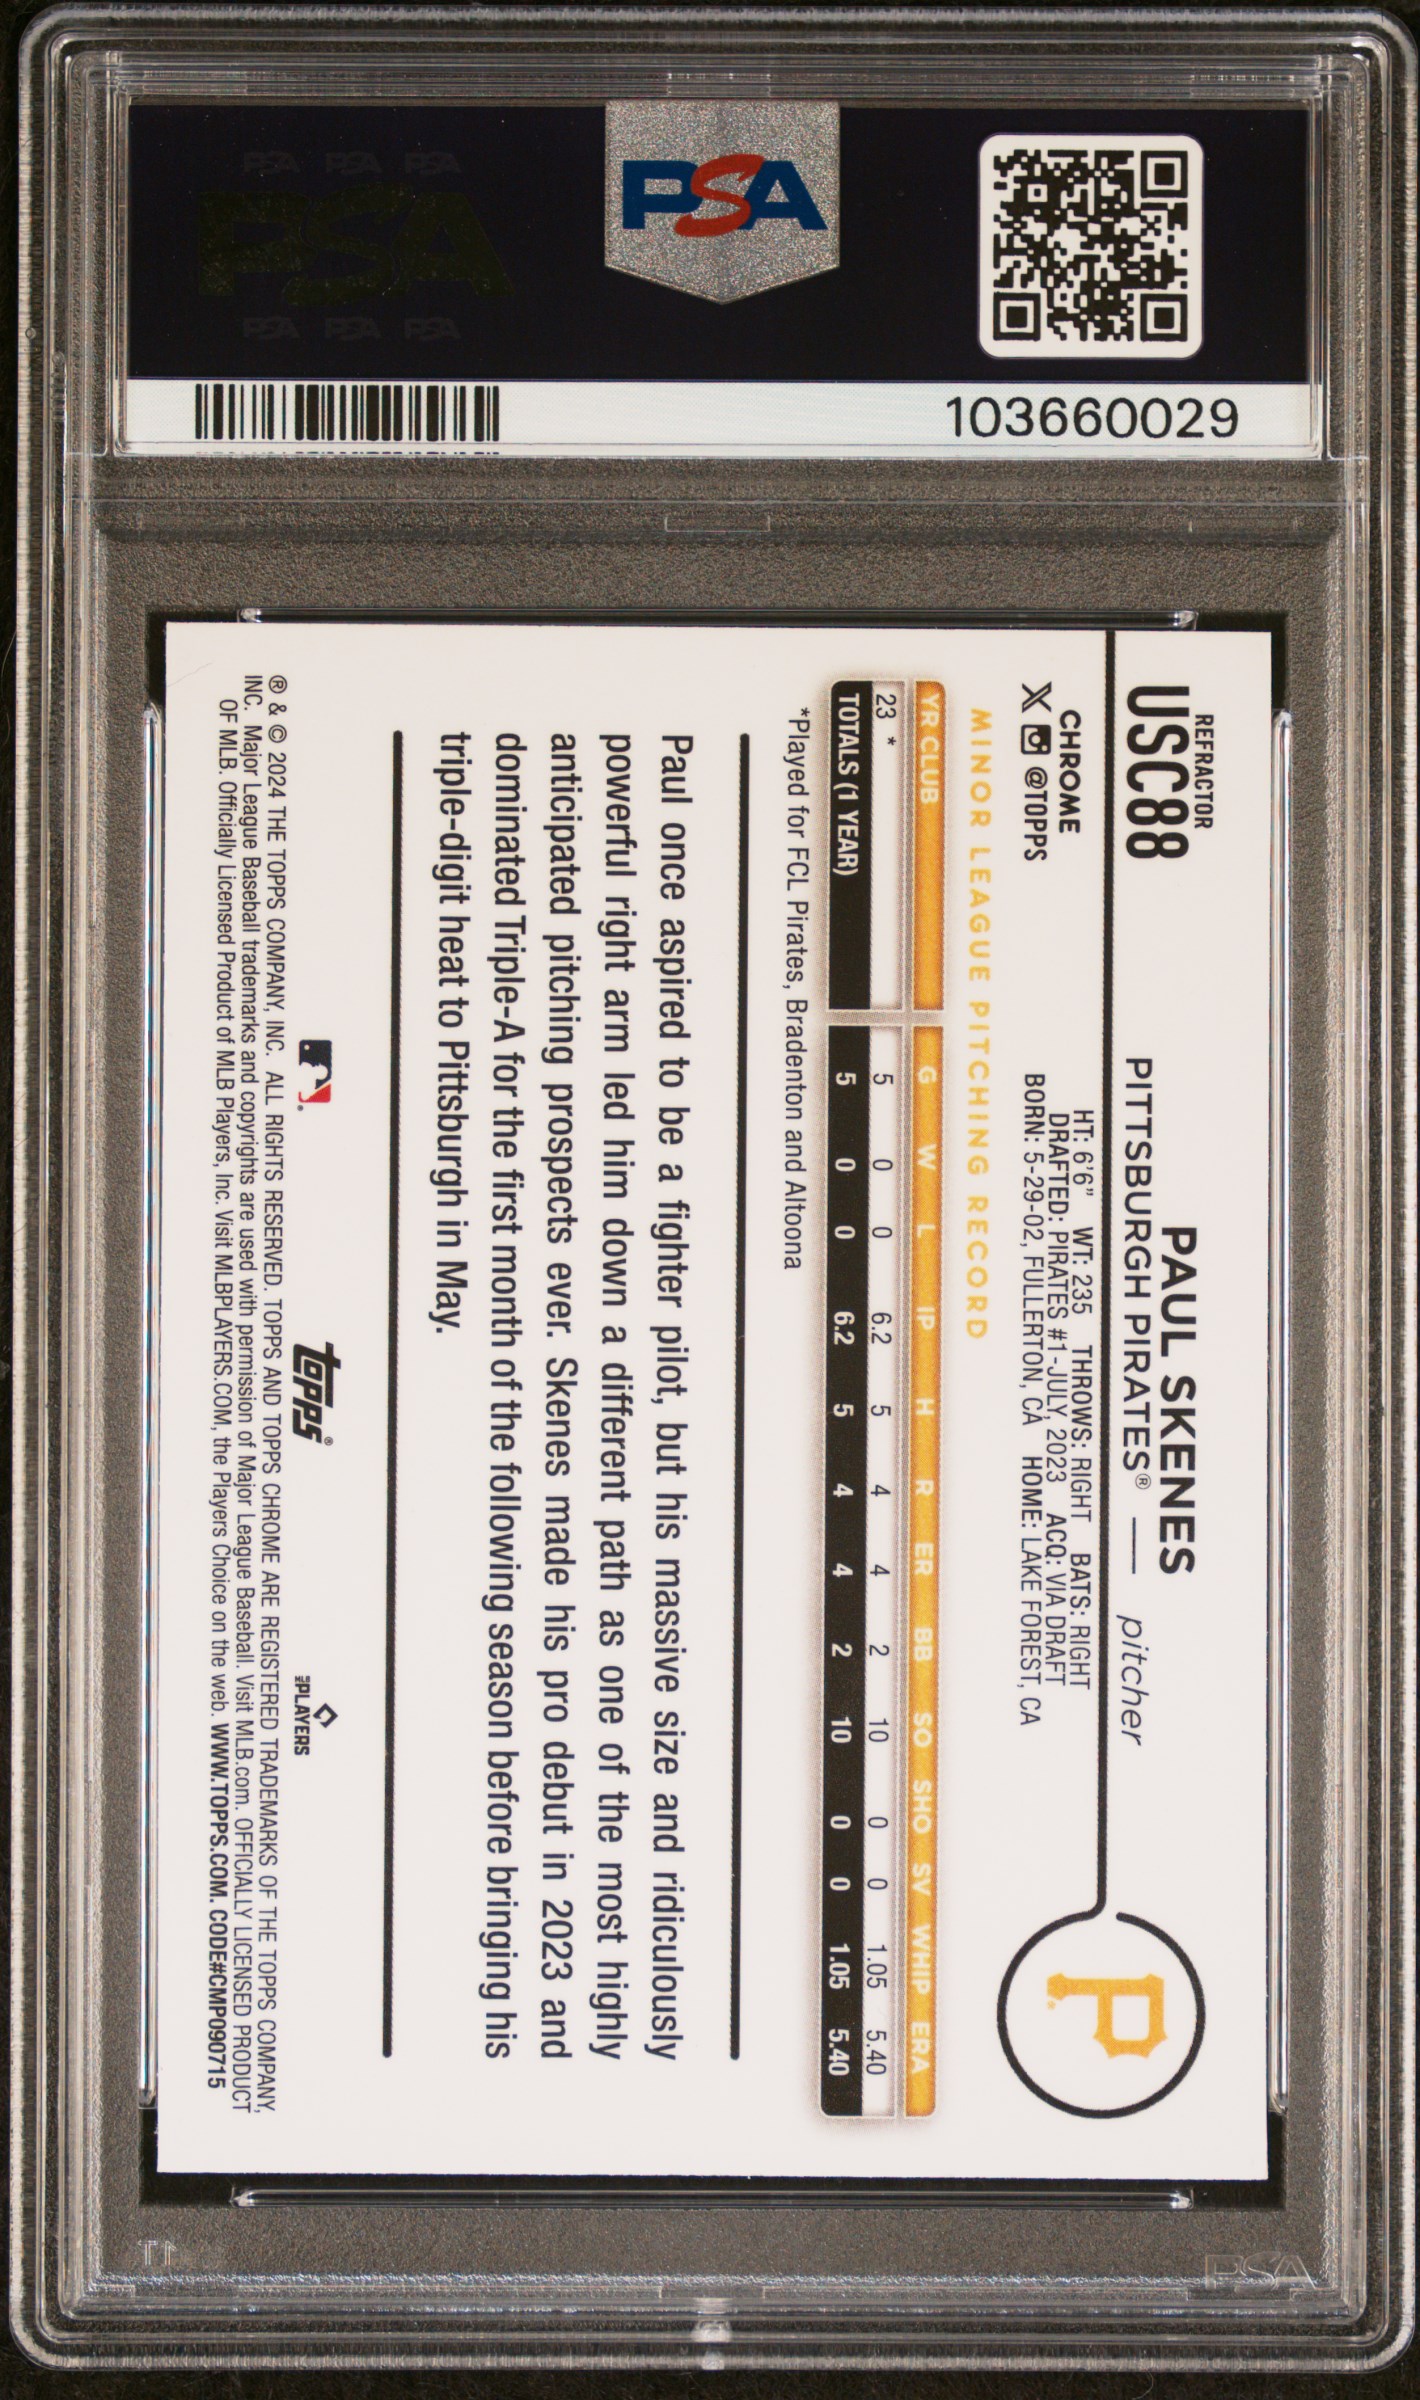 PSA PSA PSA
PSA
PSA PSA PSA
PSA
103660029
REFRACTOR
USC88
PAUL SKENES
PITTSBURGH PIRATES® — pitcher
CHROME
X @TOPPS
HT: 6'6" WT: 235 THROWS: RIGHT BATS: RIGHT
DRAFTED: PIRATES #1-JULY, 2023 ACQ: VIA DRAFT
BORN: 5-29-02, FULLERTON, CA HOME: LAKE FOREST, CA
P
MINOR LEAGUE PITCHING RECORD
YR CLUB G W L IP H R ER BB SO SHO SV WHIP ERA
23 * 5 0 0 6.2 5 4 4 2 10 0 0 1.05 5.40
TOTALS (1 YEAR) 5 0 0 6.2 5 4 4 2 10 0 0 1.05 5.40
*Played for FCL Pirates, Bradenton and Altoona
Paul once aspired to be a fighter pilot, but his massive size and ridiculously
powerful right arm led him down a different path as one of the most highly
anticipated pitching prospects ever. Skenes made his pro debut in 2023 and
dominated Triple-A for the first month of the following season before bringing his
triple-digit heat to Pittsburgh in May.
topps®
MLB PLAYERS
® & © 2024 THE TOPPS COMPANY, INC. ALL RIGHTS RESERVED. TOPPS AND TOPPS CHROME ARE REGISTERED TRADEMARKS OF THE TOPPS COMPANY,
INC. Major League Baseball trademarks and copyrights are used with permission of Major League Baseball. Visit MLB.com. OFFICIALLY LICENSED PRODUCT
OF MLB. Officially Licensed Product of MLB Players, Inc. Visit MLBPLAYERS.COM, the Players Choice on the web. WWW.TOPPS.COM. CODE#CMP090715
PSA